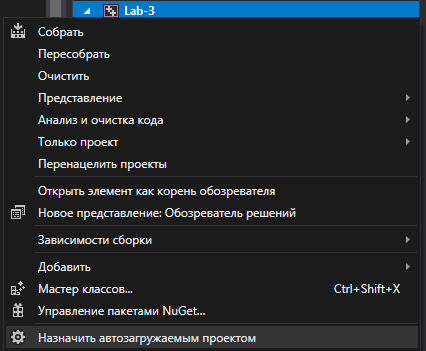 Lab-3
Собрать
Пересобрать
Очистить
Представление
Анализ и очистка кода
Только проект
Перенацелить проекты
Открыть элемент как корень обозревателя
Новое представление: Обозреватель решений
Зависимости сборки
Добавить
Мастер классов... Ctrl+Shift+X
Управление пакетами NuGet...
Назначить автозагружаемым проектом